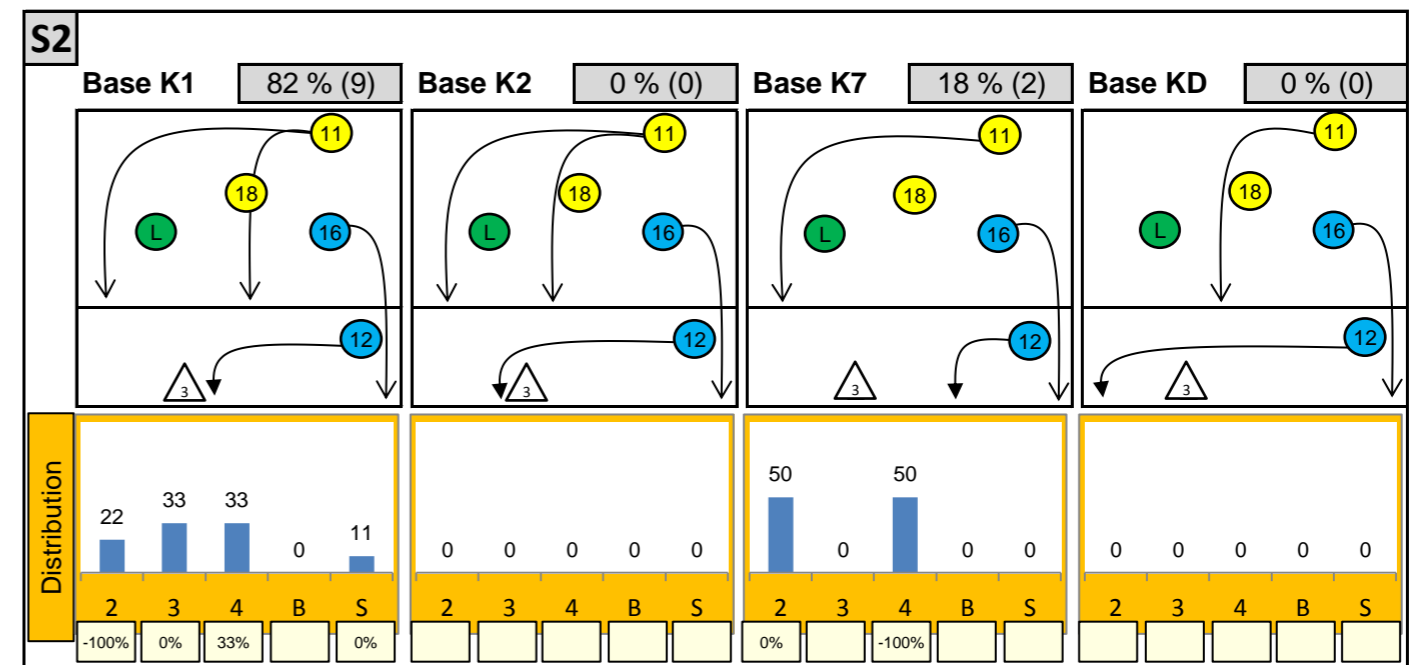 S2
Base K1 82 % (9) Base K2 0 % (0) Base K7 18 % (2) Base KD 0 % (0)
11 11 11 11
18 18 18 18
L 16 L 16 L 16 L 16
12 12 12 12
3 3 3 3
Distribution
22 33 33 0 11 0 0 0 0 0 50 0 50 0 0 0 0 0 0 0
2 3 4 B S 2 3 4 B S 2 3 4 B S 2 3 4 B S
-100% 0% 33% 0% 0% -100%